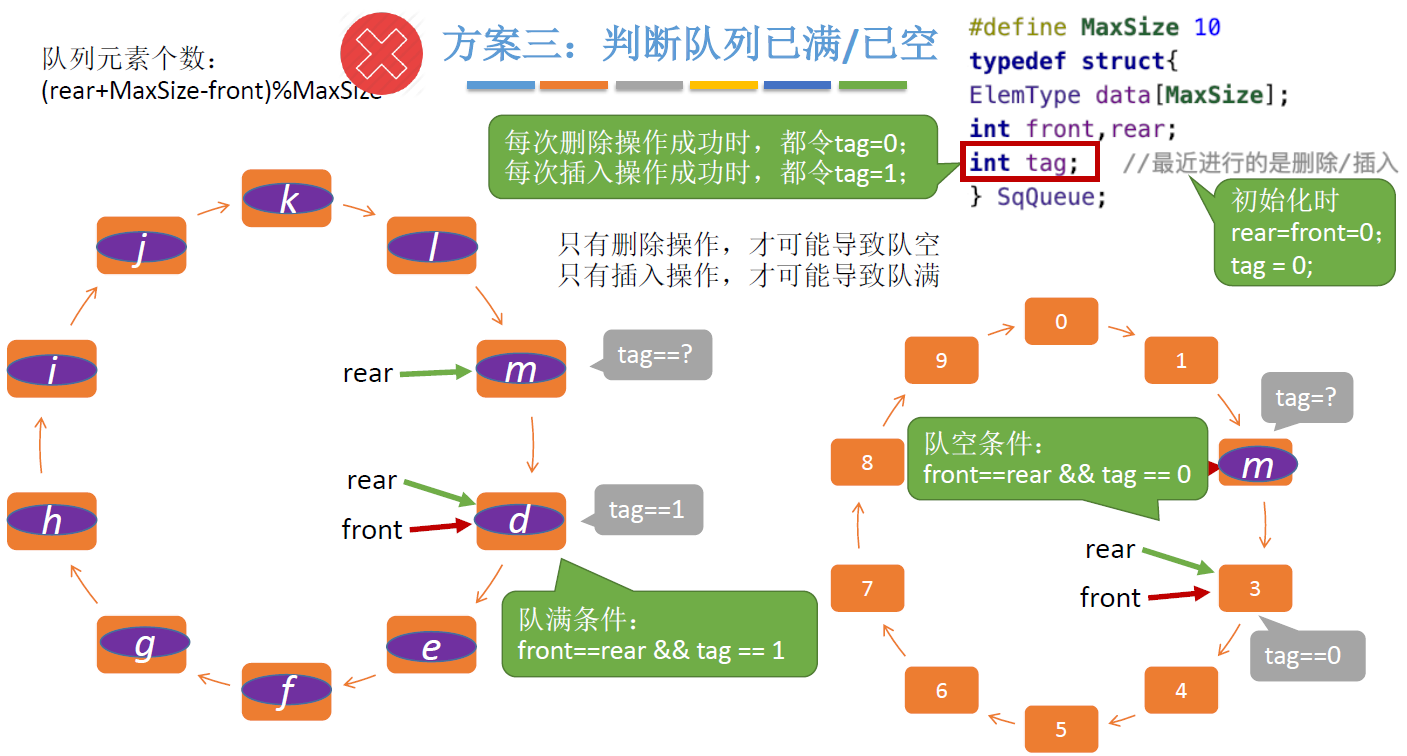 队列元素个数：
(rear+MaxSize-front)%MaxSize
方案三：判断队列已满/已空
#define MaxSize 10
typedef struct{
ElemType data[MaxSize];
int front,rear;
int tag; //最近进行的是删除/插入
} SqQueue;
每次删除操作成功时，都令tag=0；
每次插入操作成功时，都令tag=1；
初始化时
rear=front=0；
tag = 0;
只有删除操作，才可能导致队空
只有插入操作，才可能导致队满
k
l
j
i
h
g
f
e
m
d
rear
tag==?
rear
front
tag==1
队满条件：
front==rear && tag == 1
0
1
9
8
7
6
5
4
3
m
tag=?
队空条件：
front==rear && tag == 0
rear
front
tag==0